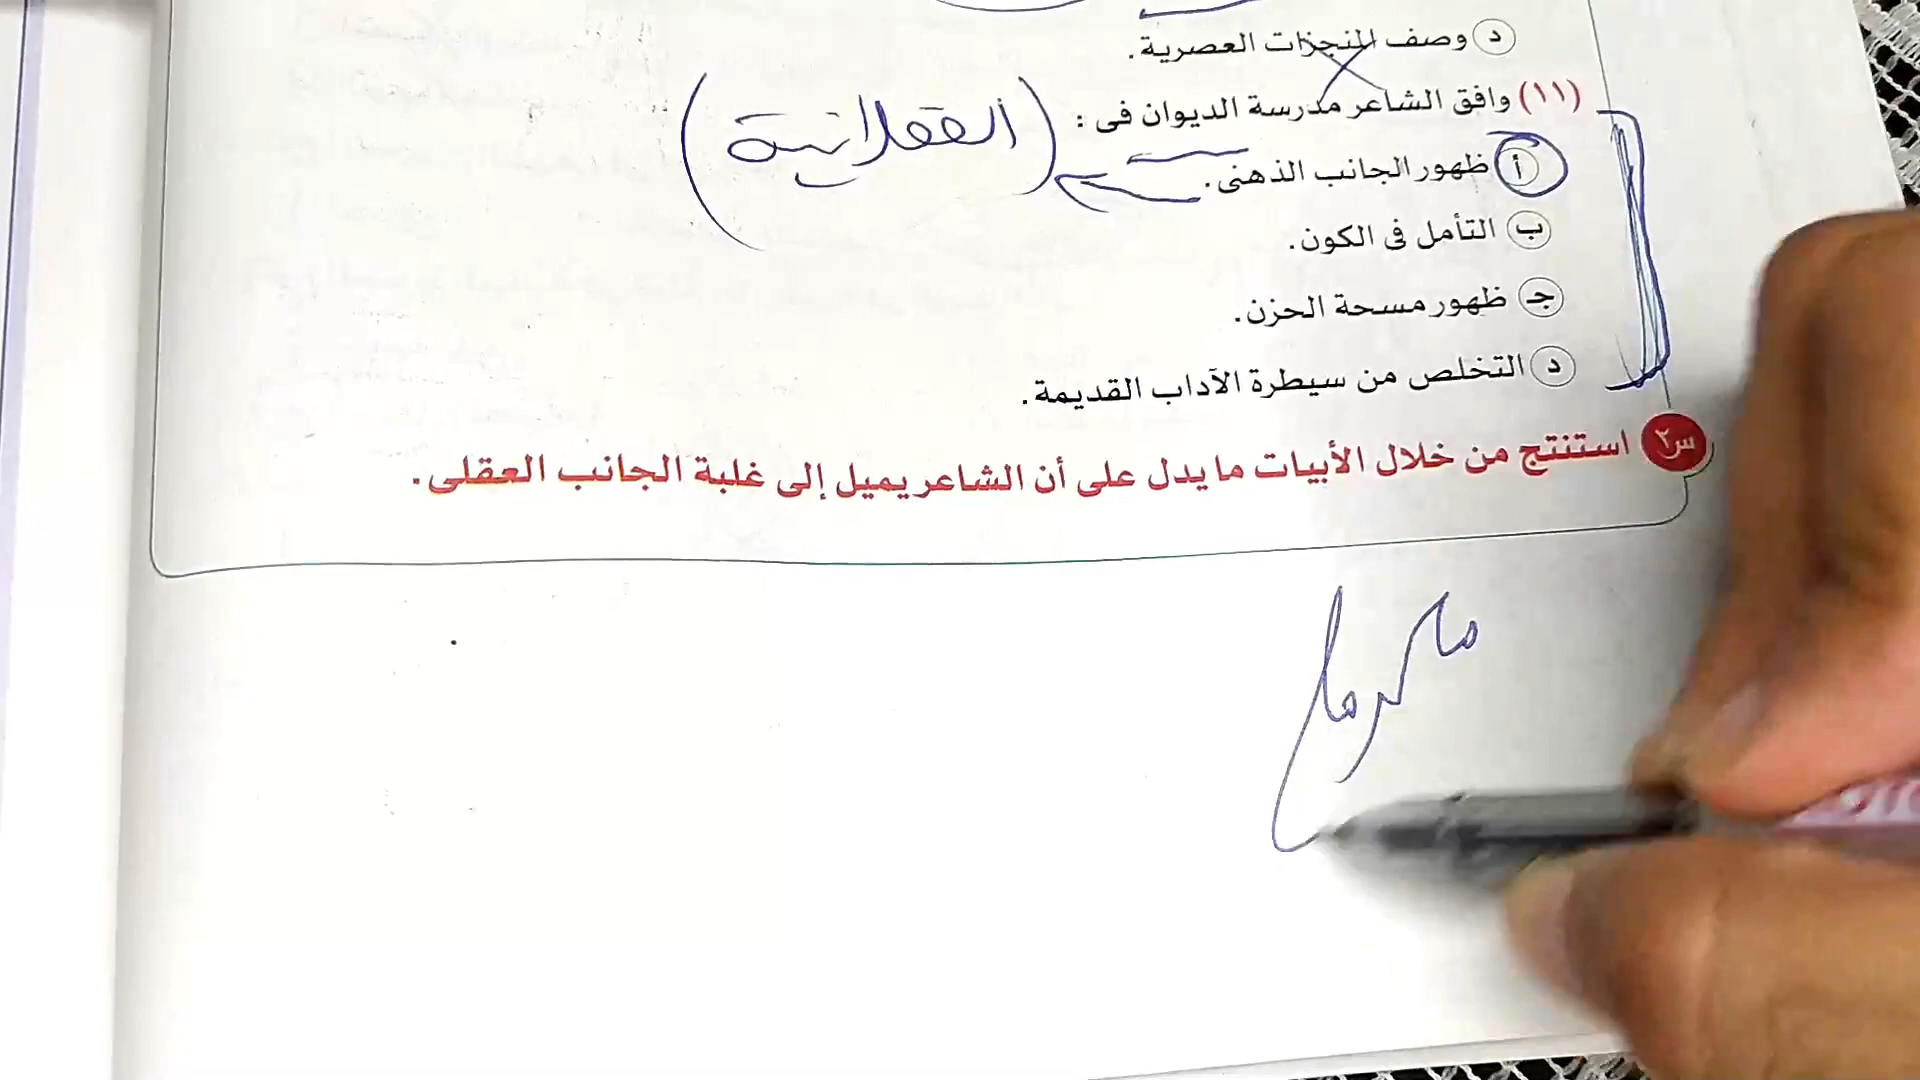 د وصف المنجزات العصرية.
(١١) وافق الشاعر مدرسة الديوان فى :
أ ظهور الجانب الذهنى. (العقلانية)
ب التأمل فى الكون.
جـ ظهور مسحة الحزن.
د التخلص من سيطرة الآداب القديمة.
س٢ استنتج من خلال الأبيات ما يدل على أن الشاعر يميل إلى غلبة الجانب العقلى.